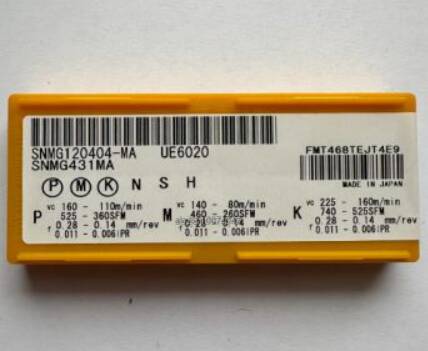 SNMG120404-MA UE6020
SNMG431MA
FMT468TEJT4E9
MADE IN JAPAN
P M K N S H
P vc 160 - 110m/min
525 - 360SFM
f 0.28 - 0.14 mm/rev
0.011 - 0.006IPR
M vc 140 - 80m/min
460 - 260SFM
f 0.28 - 0.14 mm/rev
0.011 - 0.006IPR
K vc 225 - 160m/min
740 - 525SFM
f 0.28 - 0.14 mm/rev
0.011 - 0.006IPR